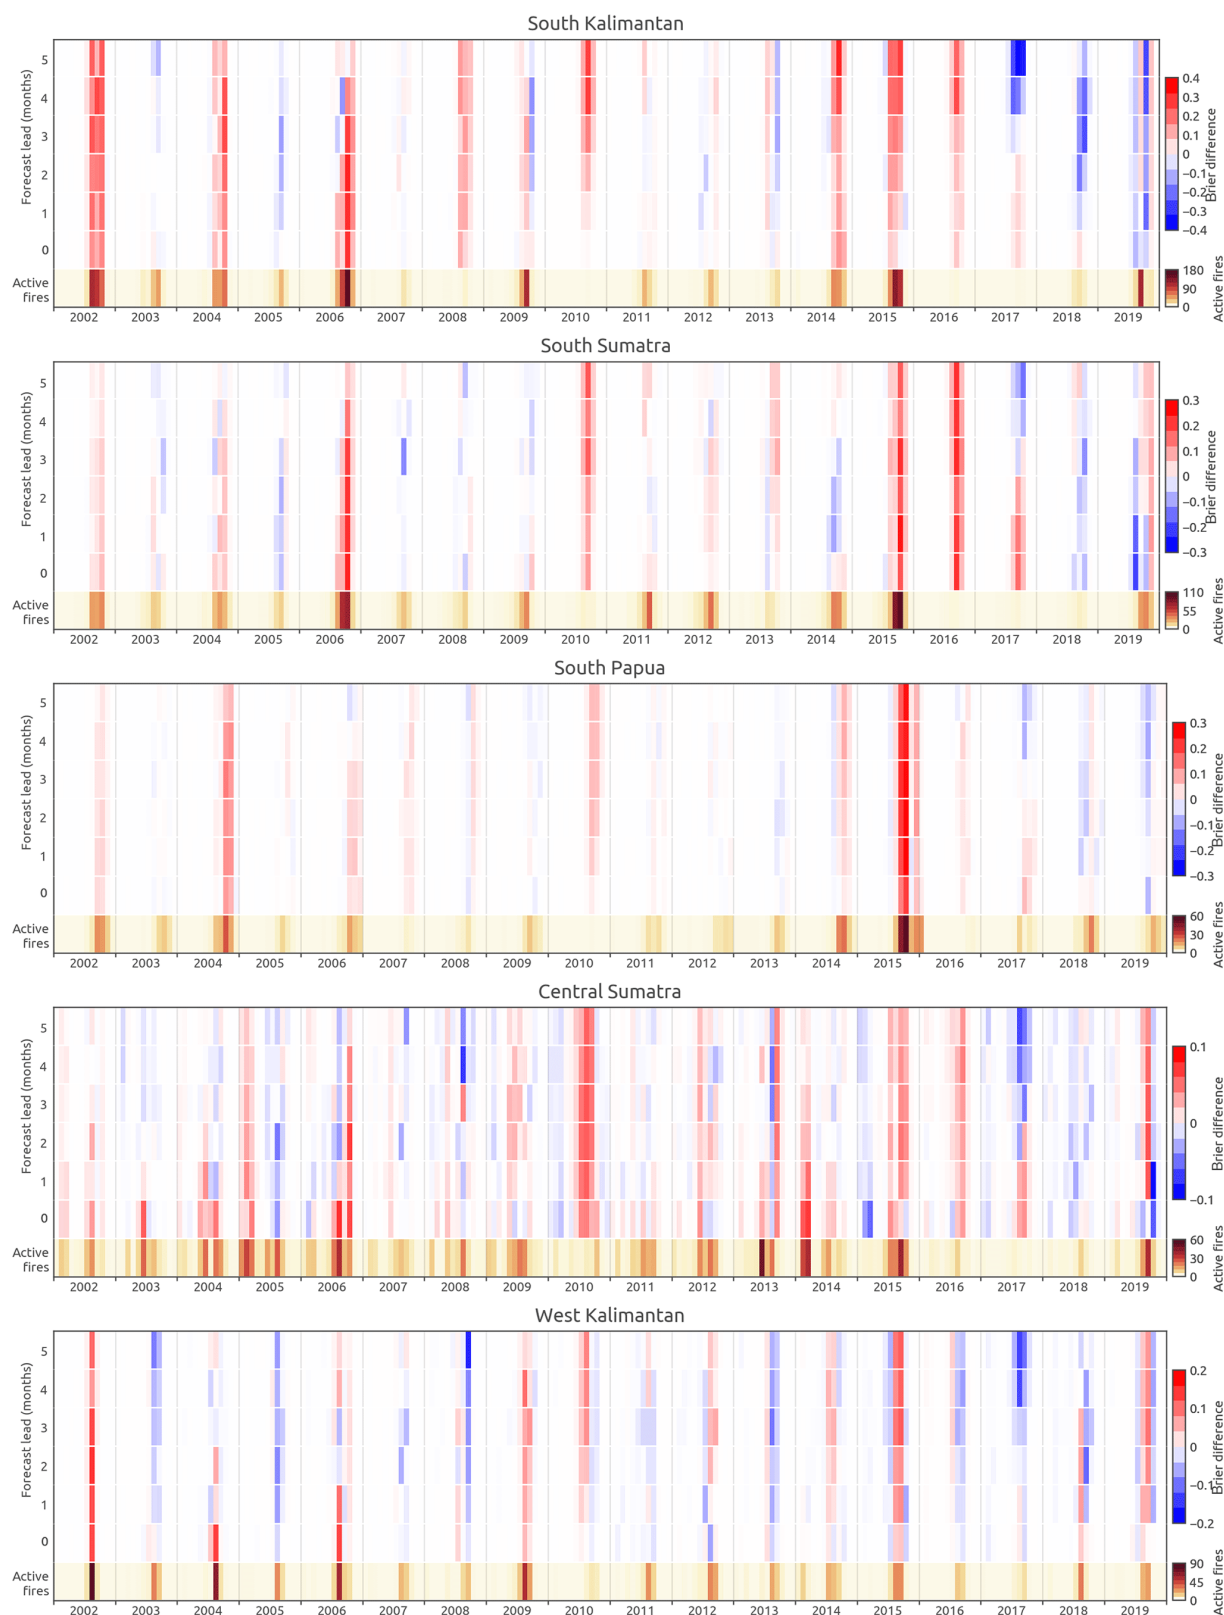 South Kalimantan
Forecast lead (months)
5
4
3
2
1
0
Active
fires
2002 2003 2004 2005 2006 2007 2008 2009 2010 2011 2012 2013 2014 2015 2016 2017 2018 2019
0.4
0.3
0.2
0.1
0
−0.1
−0.2
−0.3
−0.4
Brier difference
180
90
0
Active fires
South Sumatra
Forecast lead (months)
5
4
3
2
1
0
Active
fires
2002 2003 2004 2005 2006 2007 2008 2009 2010 2011 2012 2013 2014 2015 2016 2017 2018 2019
0.3
0.2
0.1
0
−0.1
−0.2
−0.3
Brier difference
110
55
0
Active fires
South Papua
Forecast lead (months)
5
4
3
2
1
0
Active
fires
2002 2003 2004 2005 2006 2007 2008 2009 2010 2011 2012 2013 2014 2015 2016 2017 2018 2019
0.3
0.2
0.1
0
−0.1
−0.2
−0.3
Brier difference
60
30
0
Active fires
Central Sumatra
Forecast lead (months)
5
4
3
2
1
0
Active
fires
2002 2003 2004 2005 2006 2007 2008 2009 2010 2011 2012 2013 2014 2015 2016 2017 2018 2019
0.1
0
−0.1
Brier difference
60
30
0
Active fires
West Kalimantan
Forecast lead (months)
5
4
3
2
1
0
Active
fires
2002 2003 2004 2005 2006 2007 2008 2009 2010 2011 2012 2013 2014 2015 2016 2017 2018 2019
0.2
0.1
0
−0.1
−0.2
Brier difference
90
45
0
Active fires